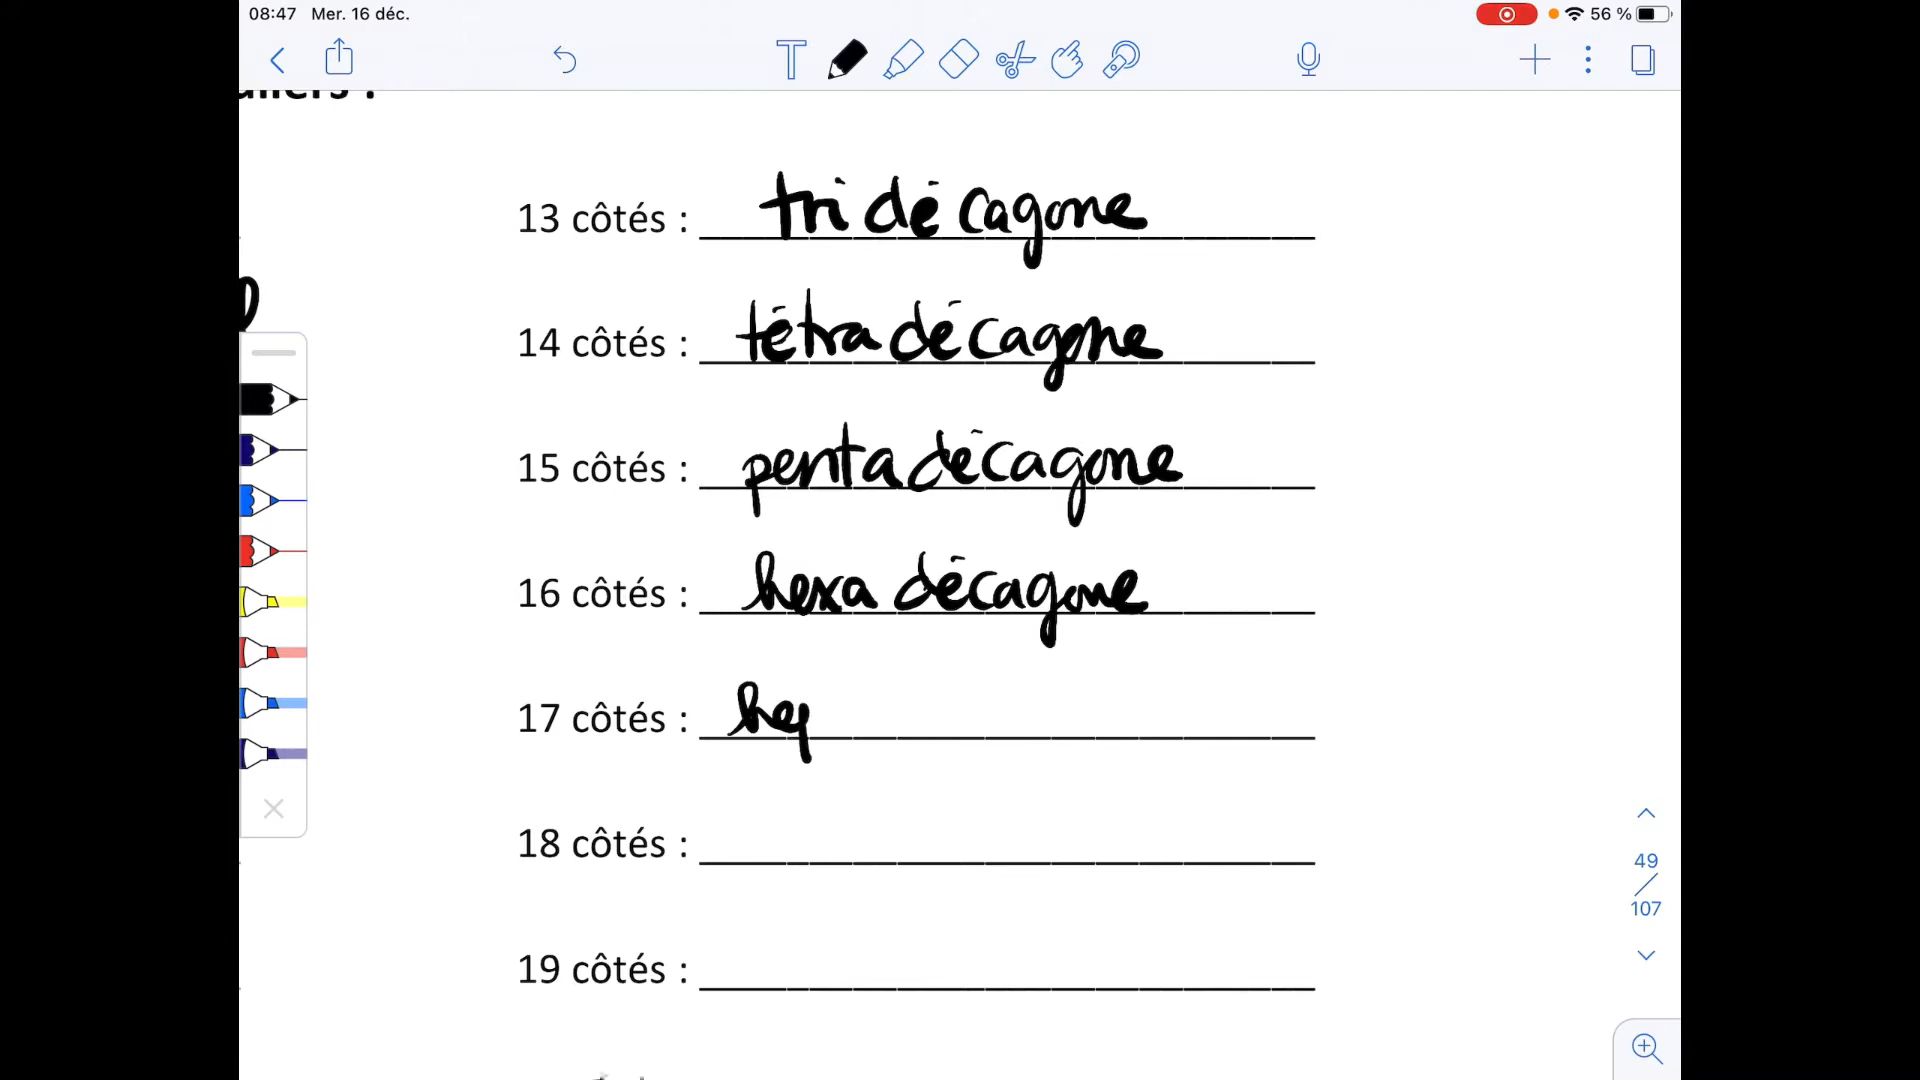 08:47 Mer. 16 déc.
56 %
13 côtés : tridécagone
14 côtés : tétradécagone
15 côtés : pentadécagone
16 côtés : hexadécagone
17 côtés : hep
18 côtés :
19 côtés :
49
107